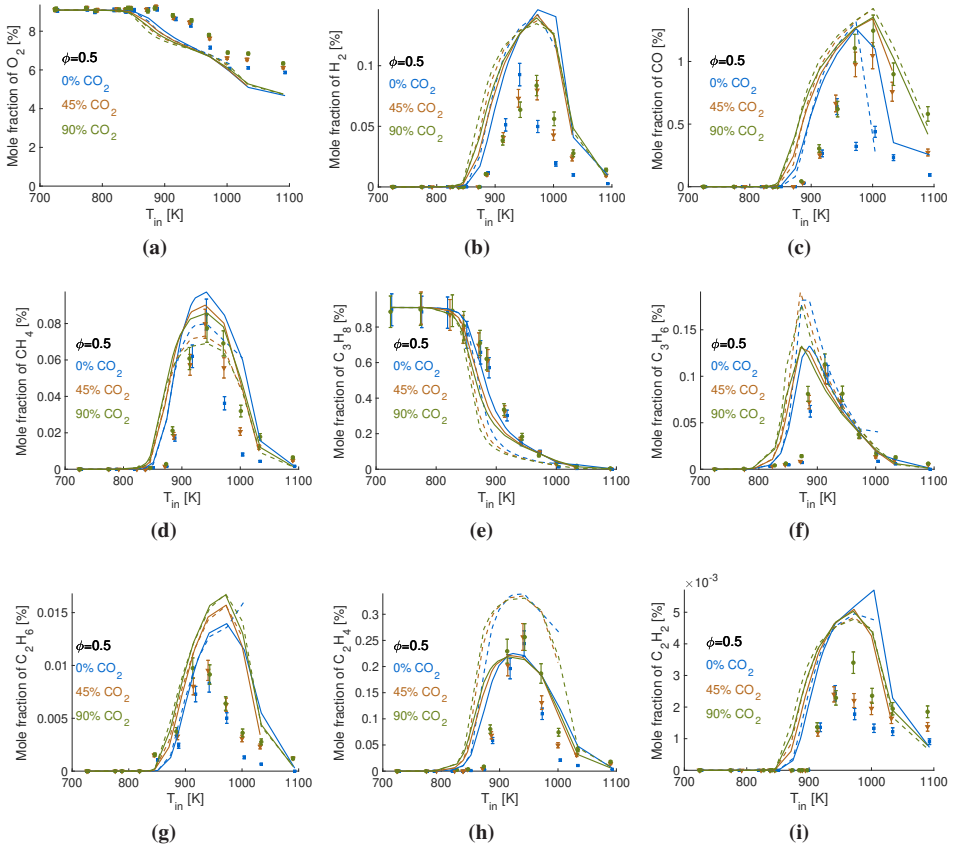 Mole fraction of O2 [%]
9
6
3
0
ϕ=0.5
0% CO2
45% CO2
90% CO2
700 800 900 1000 1100
Tin [K]
(a)
Mole fraction of H2 [%]
0.1
0.05
0
ϕ=0.5
0% CO2
45% CO2
90% CO2
700 800 900 1000 1100
Tin [K]
(b)
Mole fraction of CO [%]
1
0.5
0
ϕ=0.5
0% CO2
45% CO2
90% CO2
700 800 900 1000 1100
Tin [K]
(c)
Mole fraction of CH4 [%]
0.08
0.06
0.04
0.02
0
ϕ=0.5
0% CO2
45% CO2
90% CO2
700 800 900 1000 1100
Tin [K]
(d)
Mole fraction of C3H8 [%]
0.8
0.6
0.4
0.2
0
ϕ=0.5
0% CO2
45% CO2
90% CO2
700 800 900 1000 1100
Tin [K]
(e)
Mole fraction of C3H6 [%]
0.15
0.1
0.05
0
ϕ=0.5
0% CO2
45% CO2
90% CO2
700 800 900 1000 1100
Tin [K]
(f)
Mole fraction of C2H6 [%]
0.015
0.01
0.005
0
ϕ=0.5
0% CO2
45% CO2
90% CO2
700 800 900 1000 1100
Tin [K]
(g)
Mole fraction of C2H4 [%]
0.3
0.25
0.2
0.15
0.1
0.05
0
ϕ=0.5
0% CO2
45% CO2
90% CO2
700 800 900 1000 1100
Tin [K]
(h)
×10-3
Mole fraction of C2H2 [%]
5
4
3
2
1
0
ϕ=0.5
0% CO2
45% CO2
90% CO2
700 800 900 1000 1100
Tin [K]
(i)